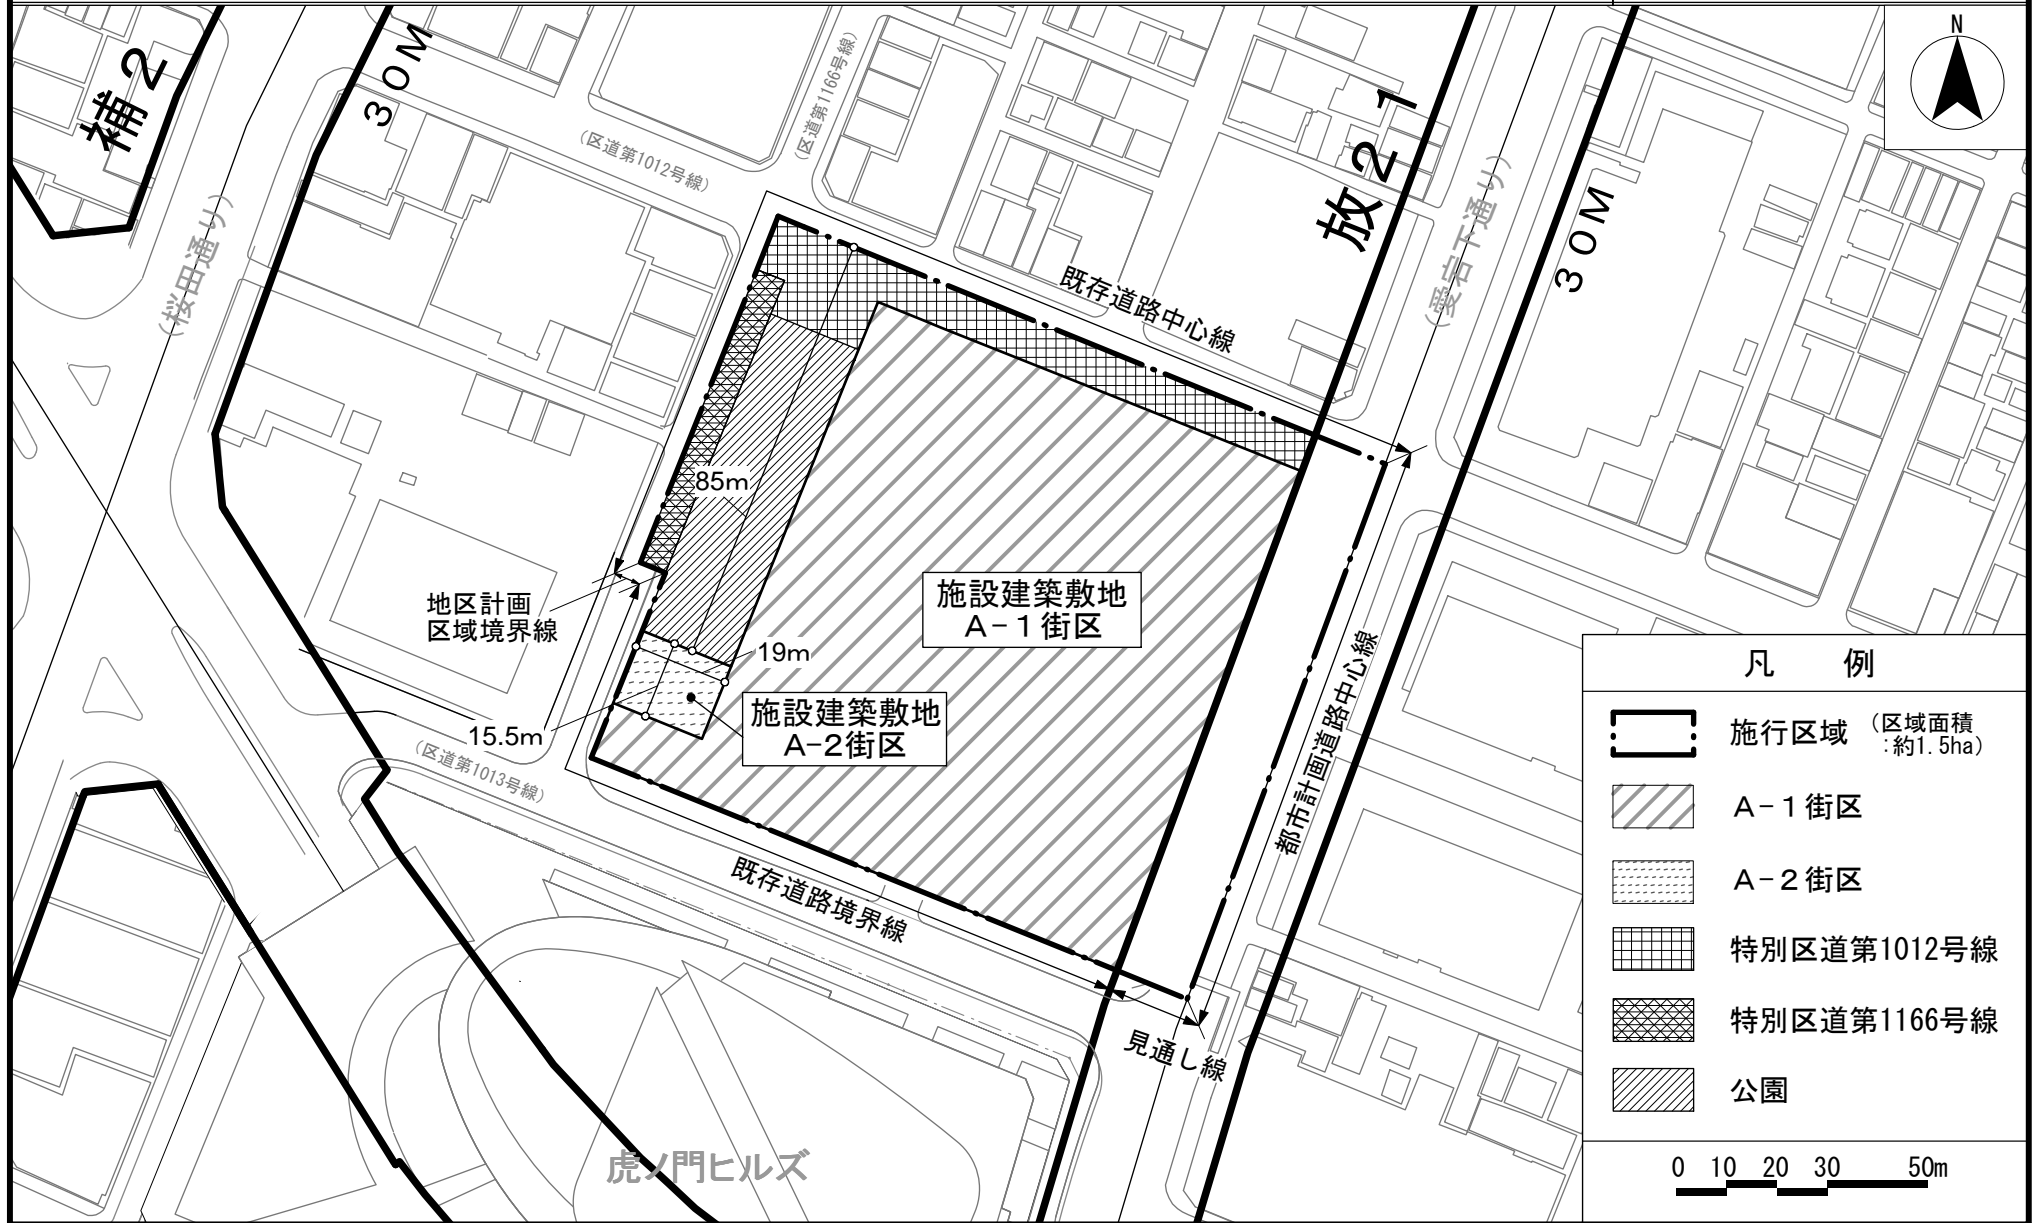 補2
30M
(桜田通り)
(区道第1012号線)
(区道第1166号線)
放21
(愛宕下通り)
30M
N
既存道路中心線
85m
地区計画
区域境界線
施設建築敷地
A-1街区
19m
施設建築敷地
A-2街区
15.5m
(区道第1013号線)
既存道路境界線
都市計画道路中心線
見通し線
虎ノ門ヒルズ
凡 例
施行区域 (区域面積
:約1.5ha)
A-1街区
A-2街区
特別区道第1012号線
特別区道第1166号線
公園
0 10 20 30 50m